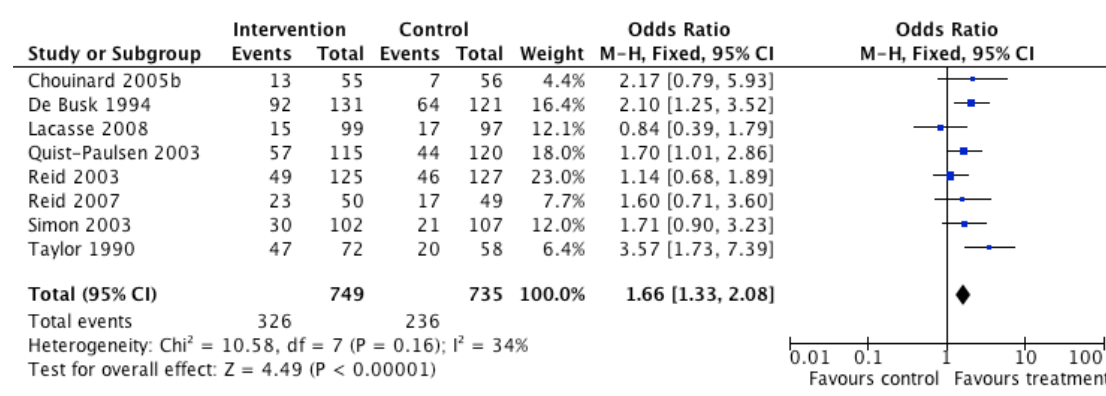 Intervention Control Odds Ratio Odds Ratio
Study or Subgroup Events Total Events Total Weight M-H, Fixed, 95% CI M-H, Fixed, 95% CI
Chouinard 2005b 13 55 7 56 4.4% 2.17 [0.79, 5.93]
De Busk 1994 92 131 64 121 16.4% 2.10 [1.25, 3.52]
Lacasse 2008 15 99 17 97 12.1% 0.84 [0.39, 1.79]
Quist-Paulsen 2003 57 115 44 120 18.0% 1.70 [1.01, 2.86]
Reid 2003 49 125 46 127 23.0% 1.14 [0.68, 1.89]
Reid 2007 23 50 17 49 7.7% 1.60 [0.71, 3.60]
Simon 2003 30 102 21 107 12.0% 1.71 [0.90, 3.23]
Taylor 1990 47 72 20 58 6.4% 3.57 [1.73, 7.39]
Total (95% CI) 749 735 100.0% 1.66 [1.33, 2.08]
Total events 326 236
Heterogeneity: Chi² = 10.58, df = 7 (P = 0.16); I² = 34%
Test for overall effect: Z = 4.49 (P < 0.00001)
0.01 0.1 1 10 100
Favours control Favours treatment